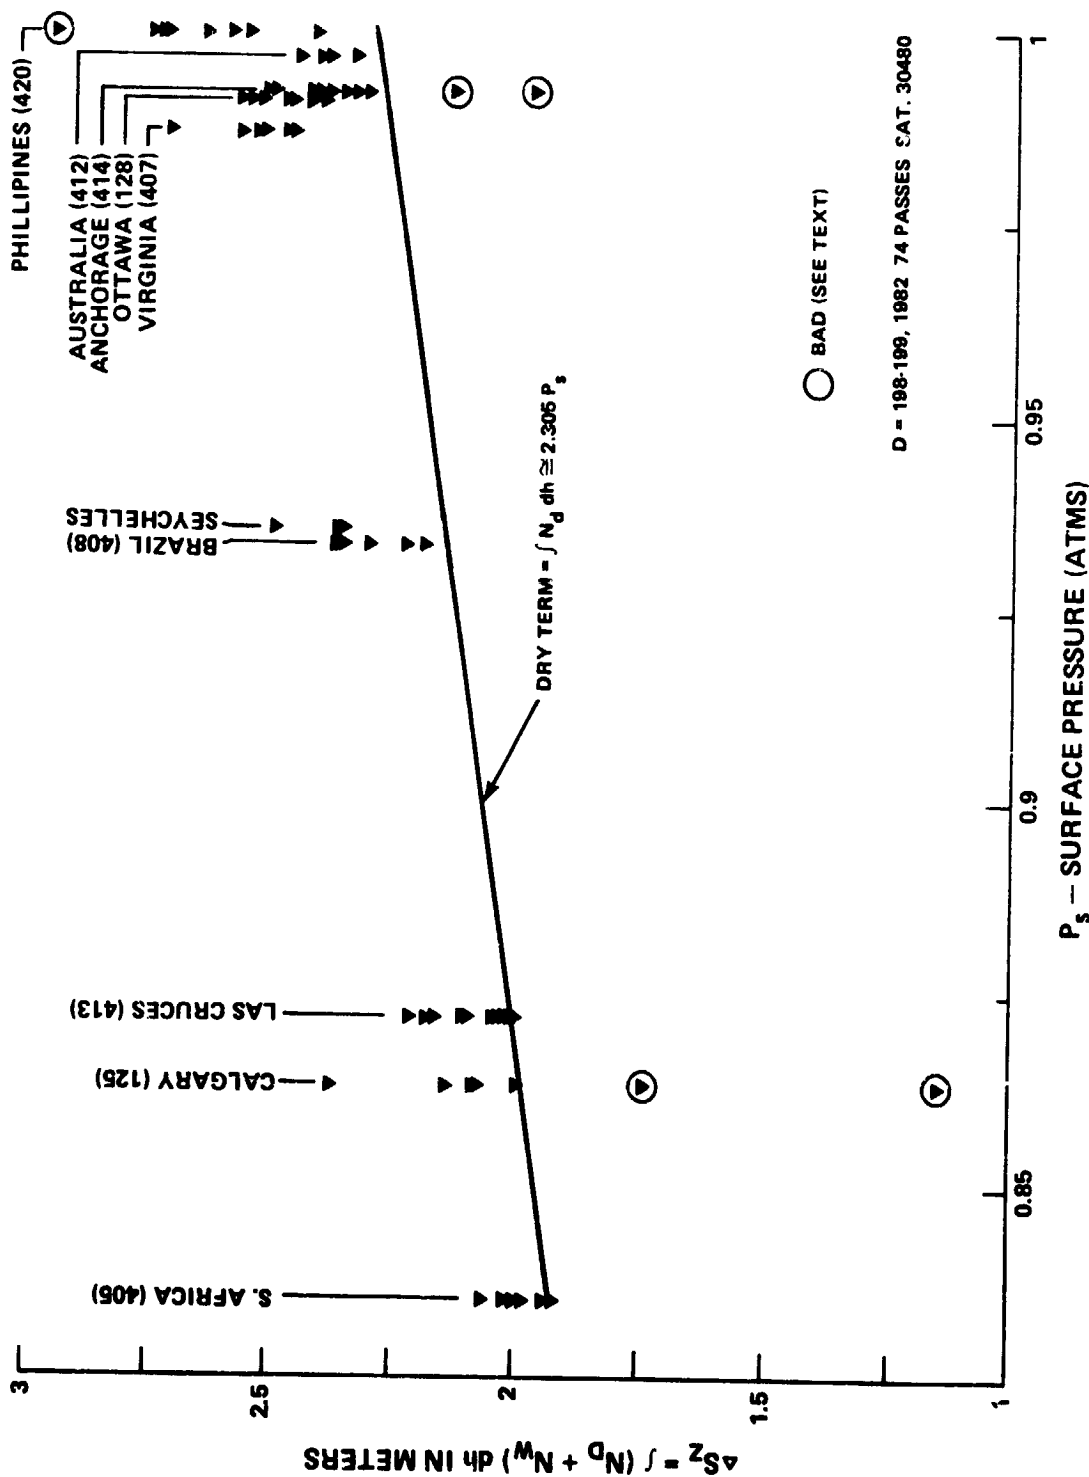 PHILLIPINES (420)
AUSTRALIA (412)
ANCHORAGE (414)
OTTAWA (128)
VIRGINIA (407)
SEYCHELLES
BRAZIL (408)
LAS CRUCES (413)
CALGARY (125)
S. AFRICA (405)
DRY TERM = ∫ N_d dh ≅ 2.305 P_s
BAD (SEE TEXT)
D = 198-199, 1982 74 PASSES SAT. 30480
3
2.5
2
1.5
1
ΔS_Z = ∫ (N_D + N_W) dh IN METERS
0.85
0.9
0.95
1
P_s — SURFACE PRESSURE (ATMS)